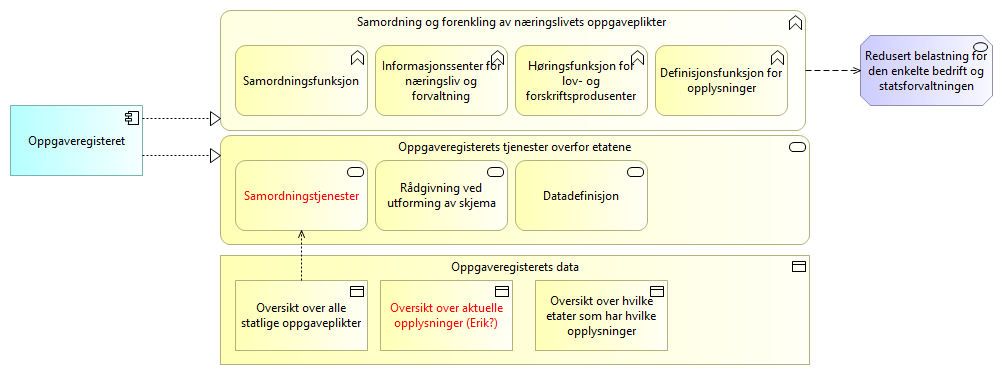 Samordning og forenkling av næringslivets oppgaveplikter
Samordningsfunksjon
Informasjonssenter for
næringsliv og
forvaltning
Høringsfunksjon for
lov- og
forskriftsprodusenter
Definisjonsfunksjon for
opplysninger
Redusert belastning for
den enkelte bedrift og
statsforvaltningen
Oppgaveregisteret
Oppgaveregisterets tjenester overfor etatene
Samordningstjenester
Rådgivning ved
utforming av skjema
Datadefinisjon
Oppgaveregisterets data
Oversikt over alle
statlige oppgaveplikter
Oversikt over aktuelle
opplysninger (Erik?)
Oversikt over hvilke
etater som har hvilke
opplysninger